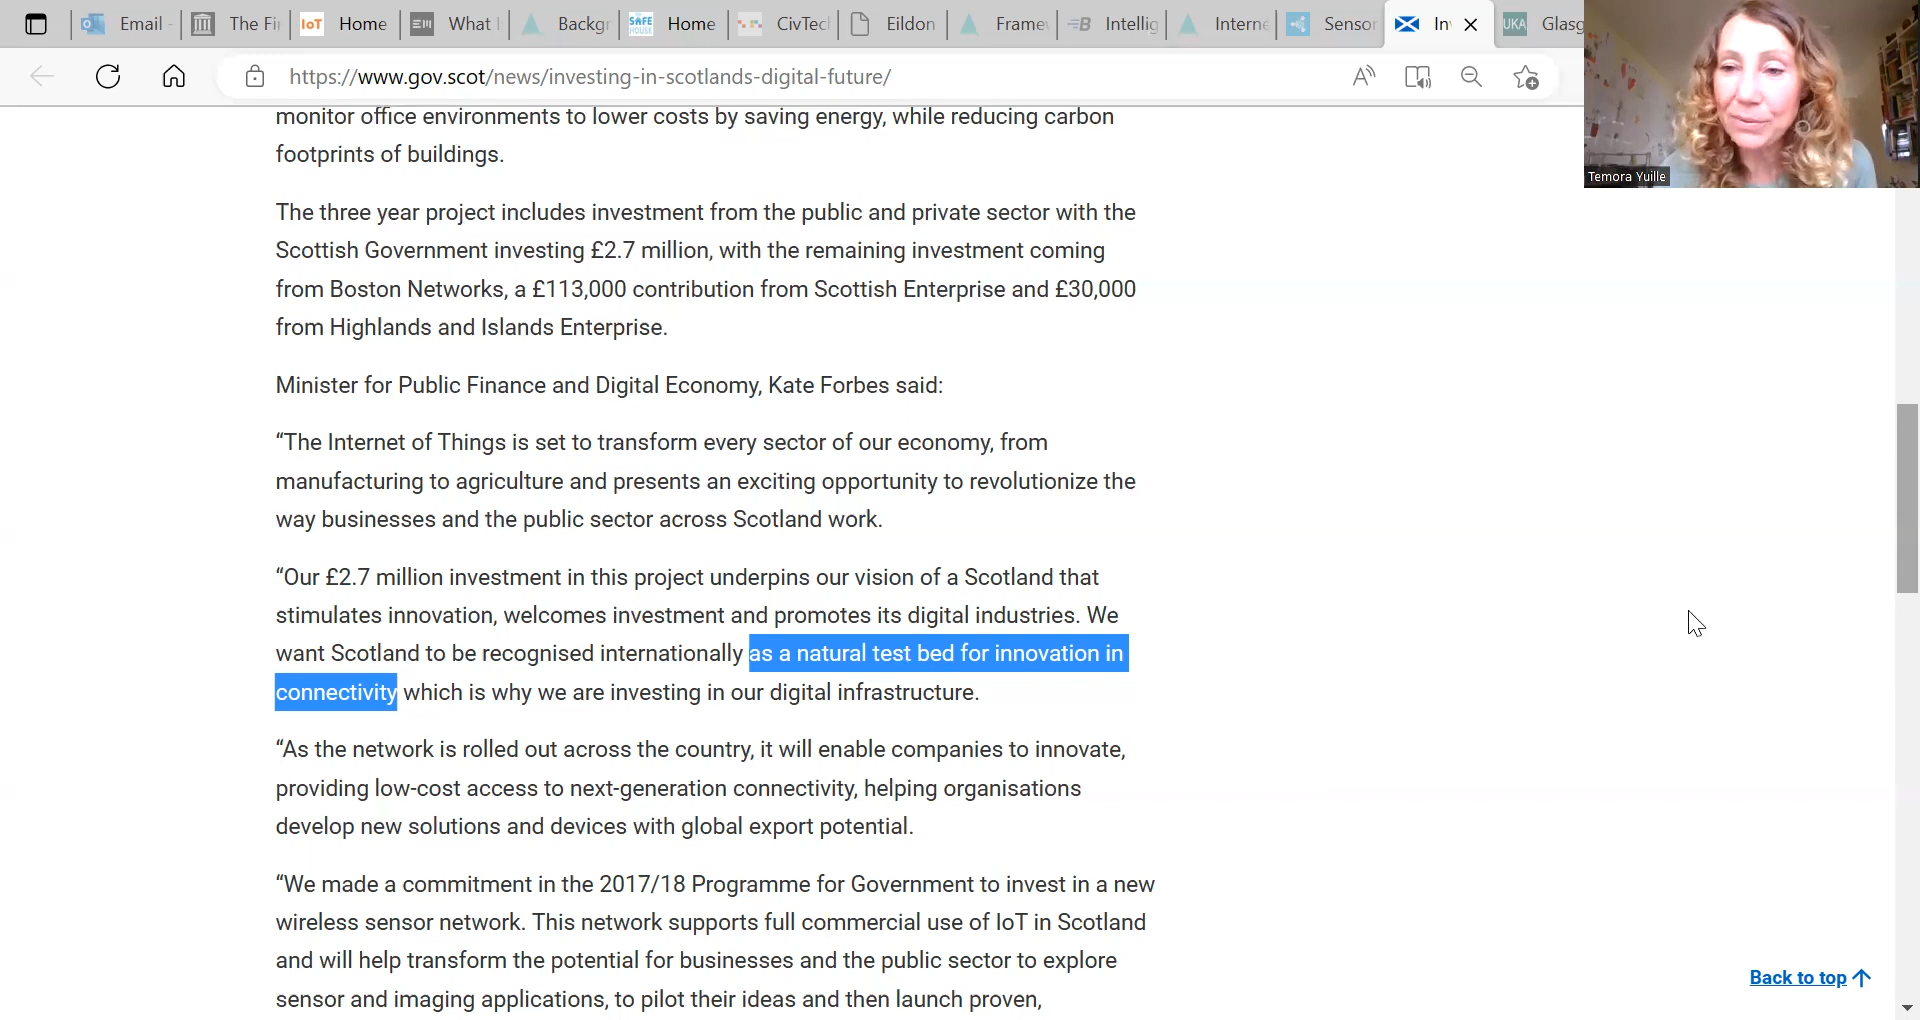 Email
The Fi
IoT
Home
What
Backgr
SAFE HOUSE
Home
CivTec
Eildon
Frame
Intellig
Interne
Sensor
In
UKA
Glasg
https://www.gov.scot/news/investing-in-scotlands-digital-future/
Temora Yuille
monitor office environments to lower costs by saving energy, while reducing carbon
footprints of buildings.
The three year project includes investment from the public and private sector with the
Scottish Government investing £2.7 million, with the remaining investment coming
from Boston Networks, a £113,000 contribution from Scottish Enterprise and £30,000
from Highlands and Islands Enterprise.
Minister for Public Finance and Digital Economy, Kate Forbes said:
“The Internet of Things is set to transform every sector of our economy, from
manufacturing to agriculture and presents an exciting opportunity to revolutionize the
way businesses and the public sector across Scotland work.
“Our £2.7 million investment in this project underpins our vision of a Scotland that
stimulates innovation, welcomes investment and promotes its digital industries. We
want Scotland to be recognised internationally as a natural test bed for innovation in
connectivity which is why we are investing in our digital infrastructure.
“As the network is rolled out across the country, it will enable companies to innovate,
providing low-cost access to next-generation connectivity, helping organisations
develop new solutions and devices with global export potential.
“We made a commitment in the 2017/18 Programme for Government to invest in a new
wireless sensor network. This network supports full commercial use of IoT in Scotland
and will help transform the potential for businesses and the public sector to explore
sensor and imaging applications, to pilot their ideas and then launch proven,
Back to top